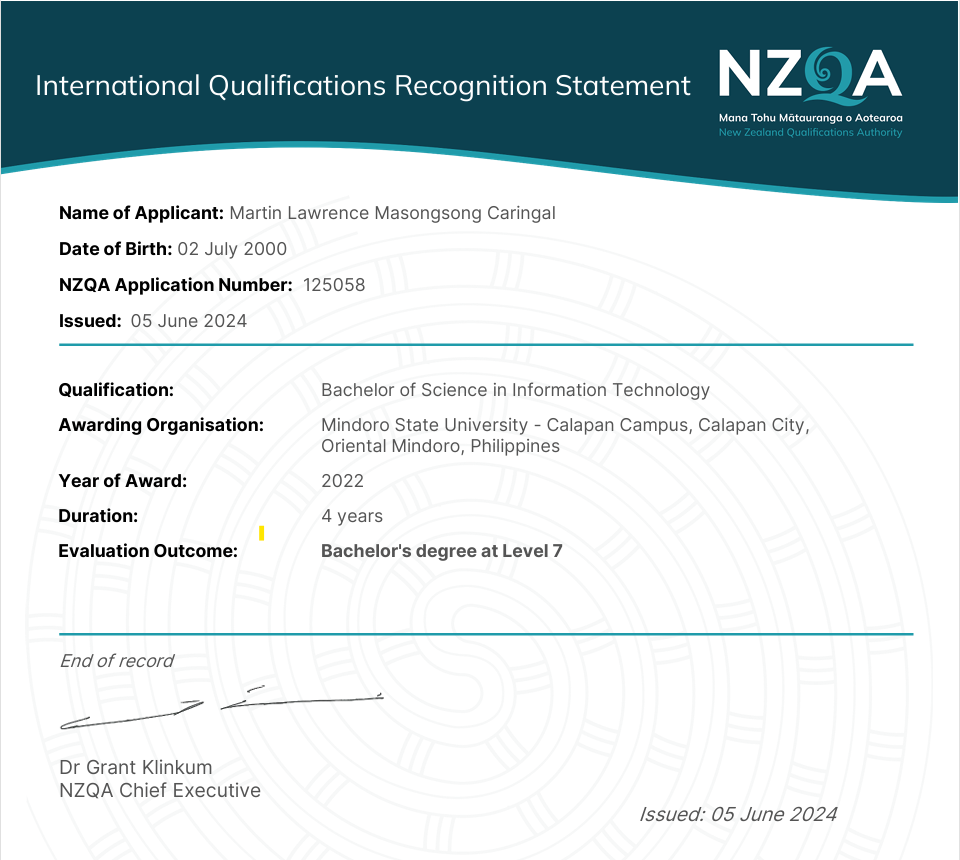 International Qualifications Recognition Statement
NZQA
Mana Tohu Mātauranga o Aotearoa
New Zealand Qualifications Authority
Name of Applicant: Martin Lawrence Masongsong Caringal
Date of Birth: 02 July 2000
NZQA Application Number: 125058
Issued: 05 June 2024
Qualification: Bachelor of Science in Information Technology
Awarding Organisation: Mindoro State University - Calapan Campus, Calapan City,
Oriental Mindoro, Philippines
Year of Award: 2022
Duration: 4 years
Evaluation Outcome: Bachelor's degree at Level 7
End of record
Dr Grant Klinkum
NZQA Chief Executive
Issued: 05 June 2024